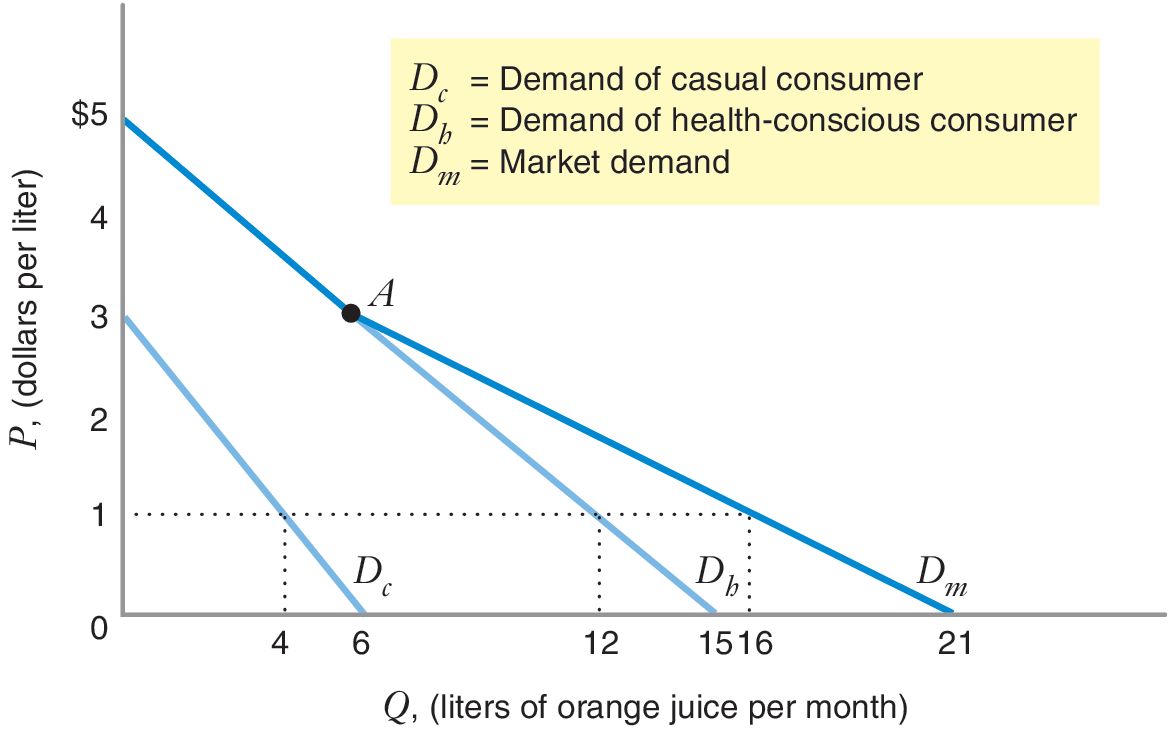 D_c = Demand of casual consumer
D_h = Demand of health-conscious consumer
D_m = Market demand
P, (dollars per liter)
$5
4
3
2
1
0
A
D_c
D_h
D_m
4 6 12 15 16 21
Q, (liters of orange juice per month)